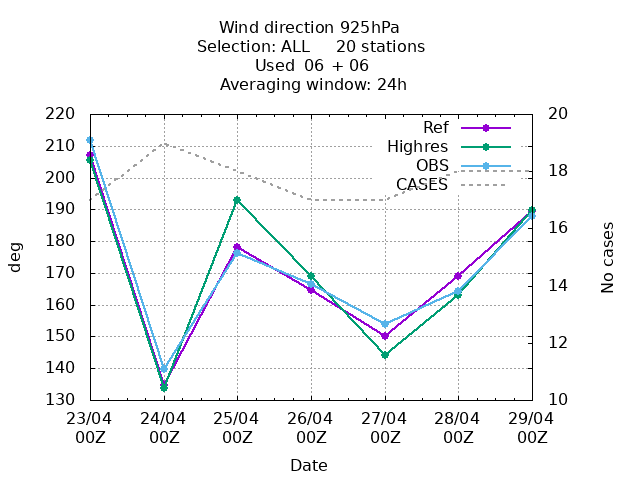 Wind direction 925hPa
Selection: ALL     20 stations
Used  06 + 06
Averaging window: 24h
220
210
200
190
180
170
160
150
140
130
deg
20
18
16
14
12
10
No cases
Ref
Highres
OBS
CASES
23/04 24/04 25/04 26/04 27/04 28/04 29/04
00Z 00Z 00Z 00Z 00Z 00Z 00Z
Date